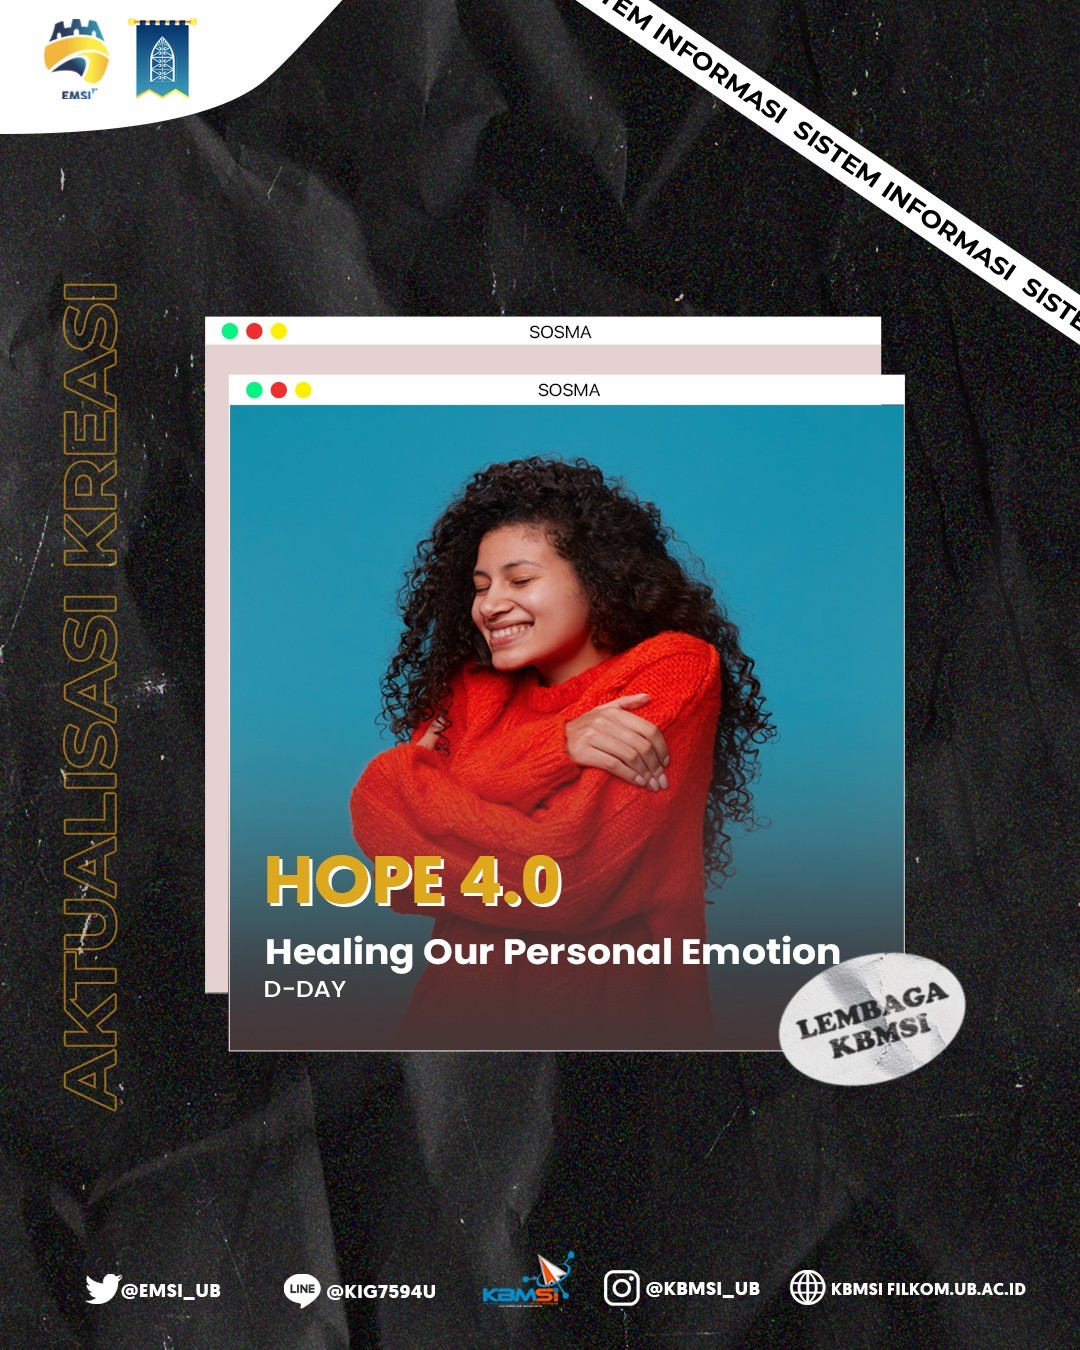 EMSI
TEM INFORMASI SISTEM INFORMASI SISTE
AKTUALISASI KREASI
SOSMA
SOSMA
HOPE 4.0
Healing Our Personal Emotion
D-DAY
LEMBAGA
KBMSI
@EMSI_UB
LINE
@KIG7594U
KBMSI
@KBMSI_UB
KBMSI FILKOM.UB.AC.ID